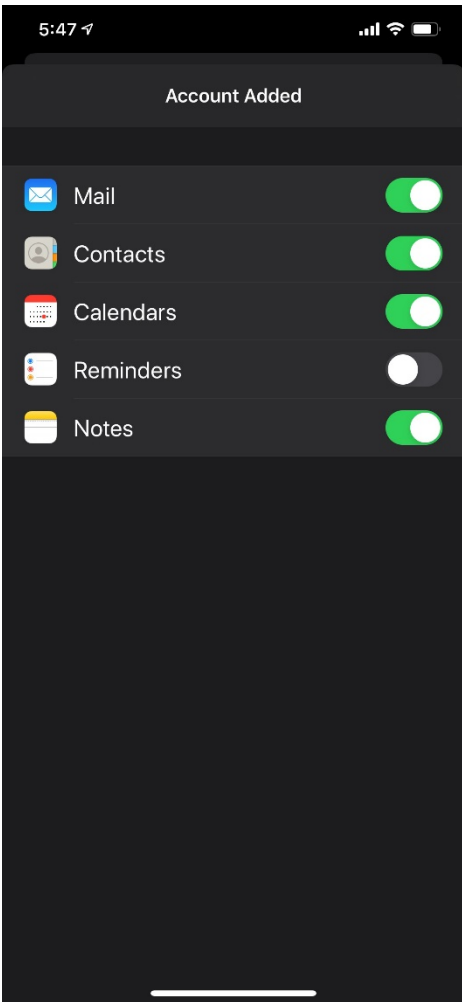 5:47
Account Added
Mail
Contacts
Calendars
Reminders
Notes